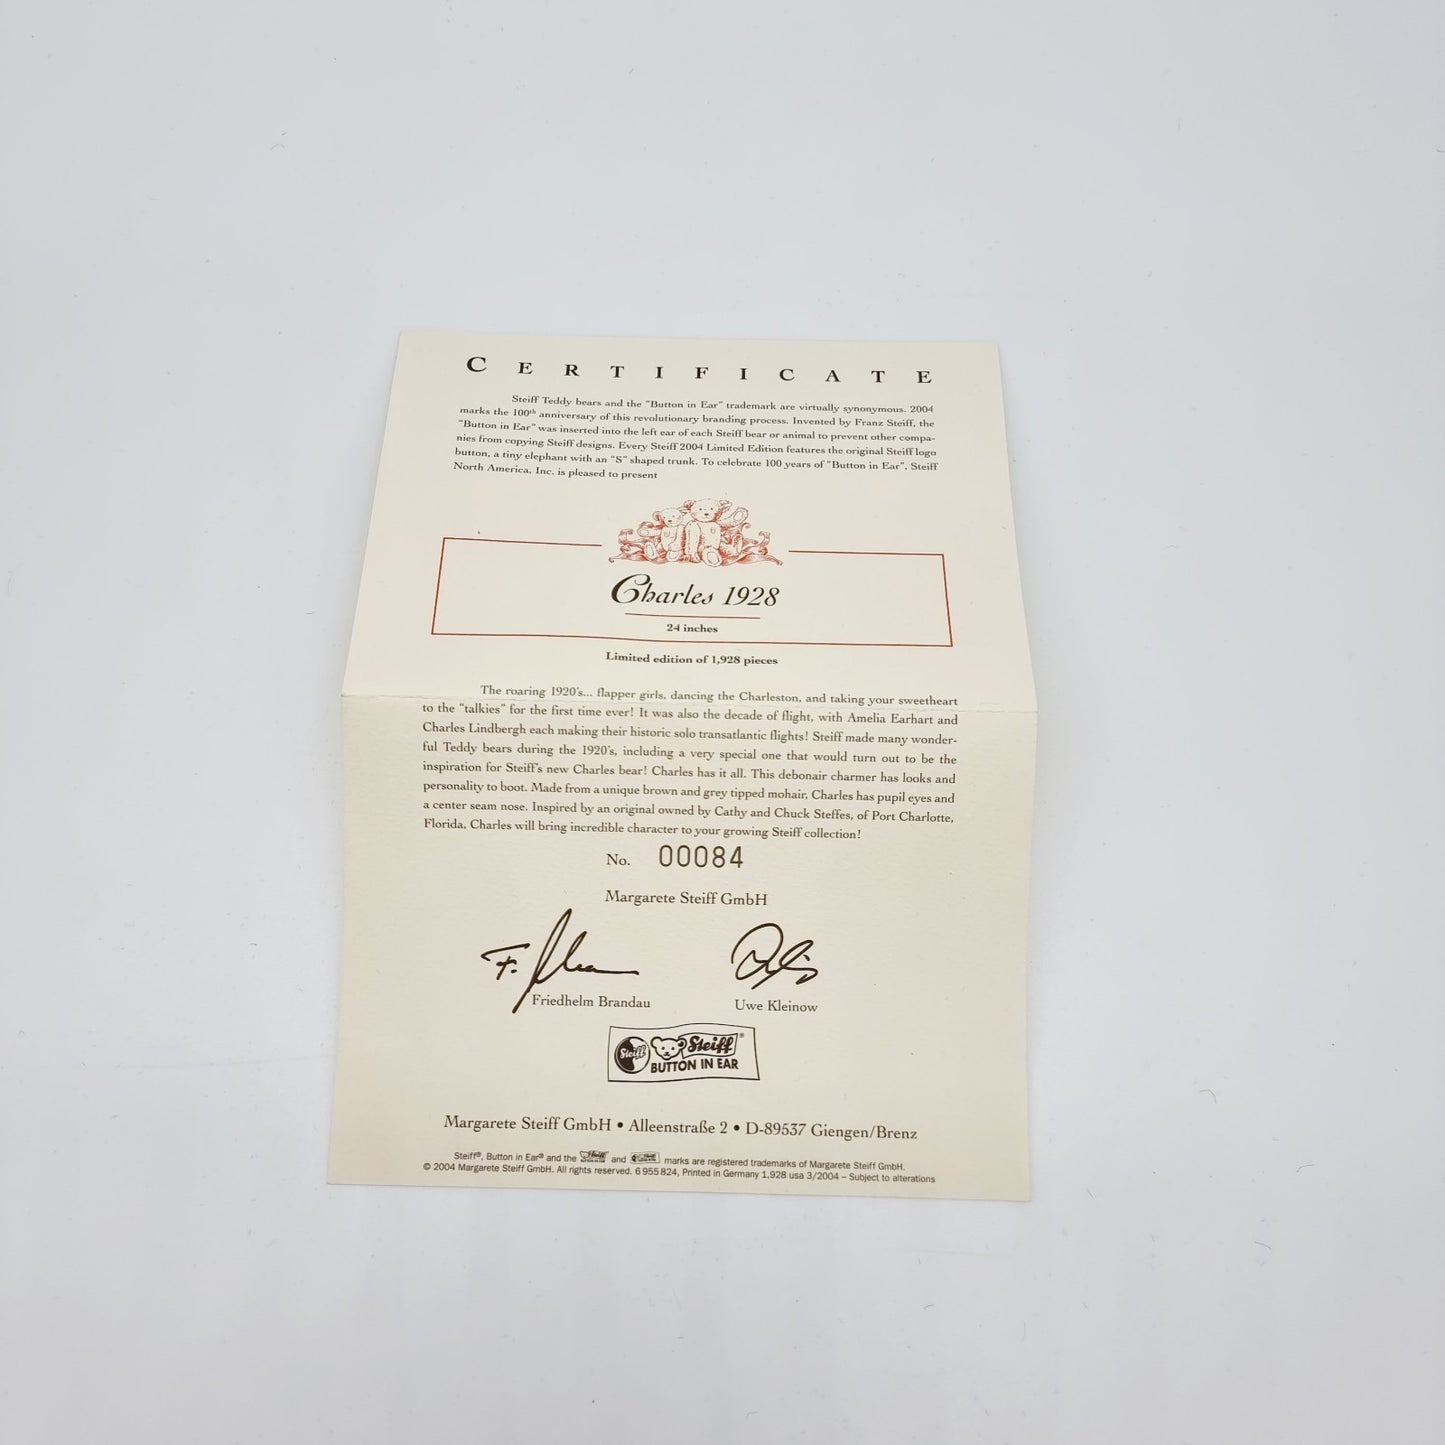 CERTIFICATE
Steiff Teddy bears and the "Button in Ear" trademark are virtually synonymous. 2004
marks the 100th anniversary of this revolutionary branding process. Invented by Franz Steiff, the
"Button in Ear" was inserted into the left ear of each Steiff bear or animal to prevent other compa-
nies from copying Steiff designs. Every Steiff 2004 Limited Edition features the original Steiff logo
button, a tiny elephant with an "S" shaped trunk. To celebrate 100 years of "Button in Ear", Steiff
North America, Inc. is pleased to present
Charles 1928
24 inches
Limited edition of 1,928 pieces
The roaring 1920's... flapper girls, dancing the Charleston, and taking your sweetheart
to the "talkies" for the first time ever! It was also the decade of flight, with Amelia Earhart and
Charles Lindbergh each making their historic solo transatlantic flights! Steiff made many wonder-
ful Teddy bears during the 1920's, including a very special one that would turn out to be the
inspiration for Steiff's new Charles bear! Charles has it all. This debonair charmer has looks and
personality to boot. Made from a unique brown and grey tipped mohair, Charles has pupil eyes and
a center seam nose. Inspired by an original owned by Cathy and Chuck Steffes, of Port Charlotte,
Florida, Charles will bring incredible character to your growing Steiff collection!
No. 00084
Margarete Steiff GmbH
Friedhelm Brandau Uwe Kleinow
Steiff Steiff®
BUTTON IN EAR
Margarete Steiff GmbH • Alleenstraße 2 • D-89537 Giengen/Brenz
Steiff®, Button in Ear® and the and marks are registered trademarks of Margarete Steiff GmbH.
© 2004 Margarete Steiff GmbH. All rights reserved. 6 955 824, Printed in Germany 1,928 usa 3/2004 – Subject to alterations